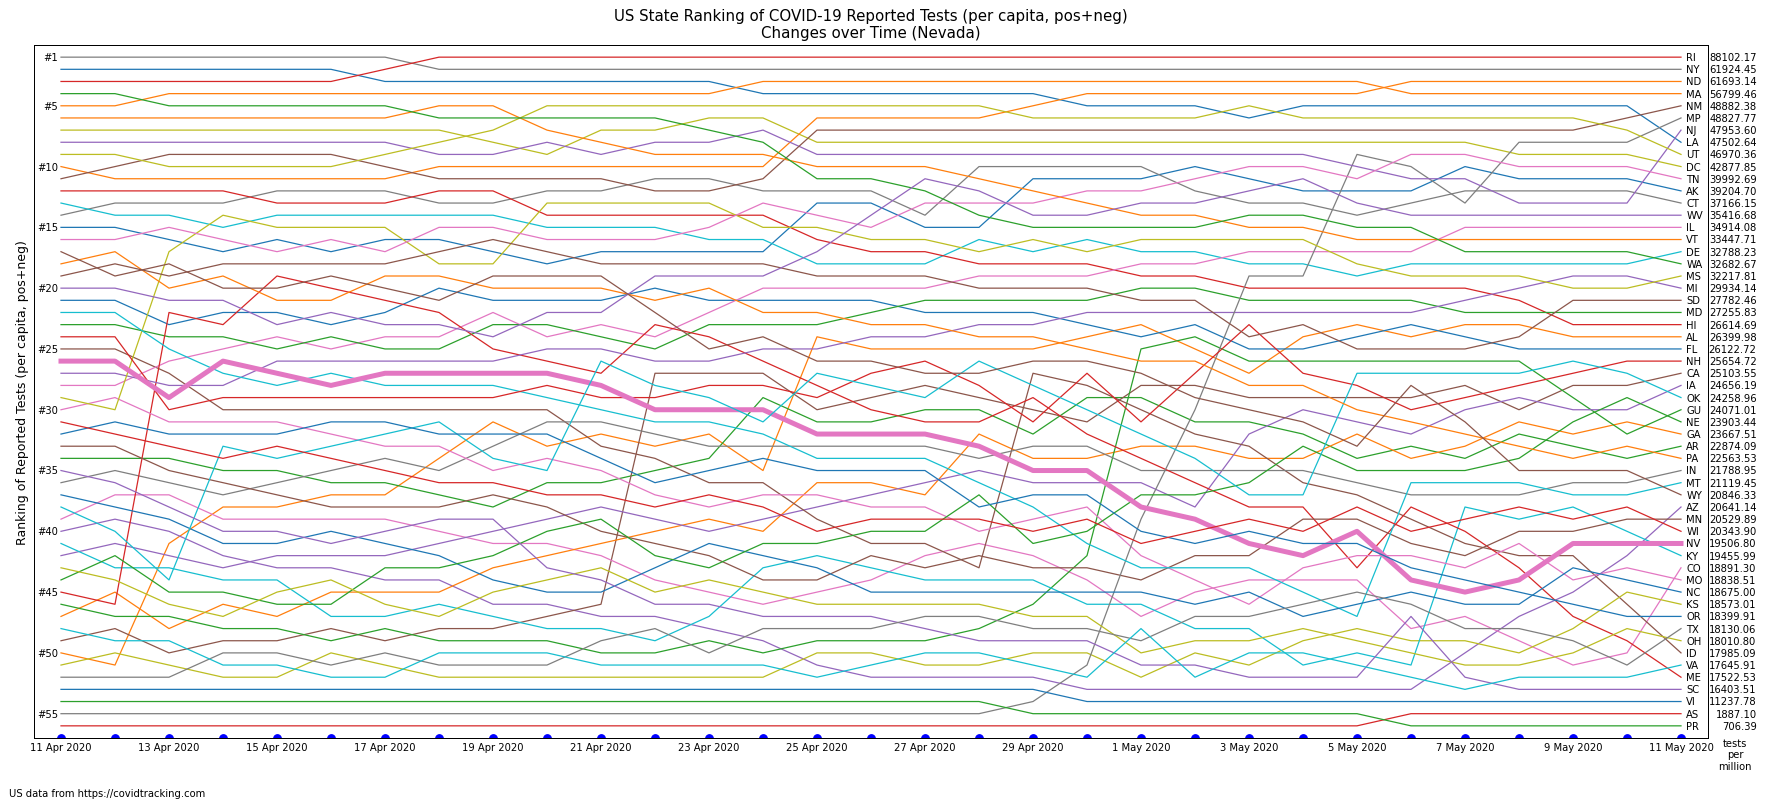 US State Ranking of COVID-19 Reported Tests (per capita, pos+neg)
Changes over Time (Nevada)
Ranking of Reported Tests (per capita, pos+neg)
#1
#5
#10
#15
#20
#25
#30
#35
#40
#45
#50
#55
RI 88102.17
NY 61924.45
ND 61693.14
MA 56799.46
NM 48882.38
MP 48827.77
NJ 47953.60
LA 47502.64
UT 46970.36
DC 42877.85
TN 39992.69
AK 39204.70
CT 37166.15
WV 35416.68
IL 34914.08
VT 33447.71
DE 32788.23
WA 32682.67
MS 32217.81
MI 29934.14
SD 27782.46
MD 27255.83
HI 26614.69
AL 26399.98
FL 26122.72
NH 25654.72
CA 25103.55
IA 24656.19
OK 24258.96
GU 24071.01
NE 23903.44
GA 23667.51
AR 22874.09
PA 22563.53
IN 21788.95
MT 21119.45
WY 20846.33
AZ 20641.14
MN 20529.89
WI 20343.90
NV 19506.80
KY 19455.99
CO 18891.30
MO 18838.51
NC 18675.00
KS 18573.01
OR 18399.91
TX 18130.06
OH 18010.80
ID 17985.09
VA 17645.91
ME 17522.53
SC 16403.51
VI 11237.78
AS 1887.10
PR 706.39
11 Apr 2020
13 Apr 2020
15 Apr 2020
17 Apr 2020
19 Apr 2020
21 Apr 2020
23 Apr 2020
25 Apr 2020
27 Apr 2020
29 Apr 2020
1 May 2020
3 May 2020
5 May 2020
7 May 2020
9 May 2020
11 May 2020
tests
per
million
US data from https://covidtracking.com